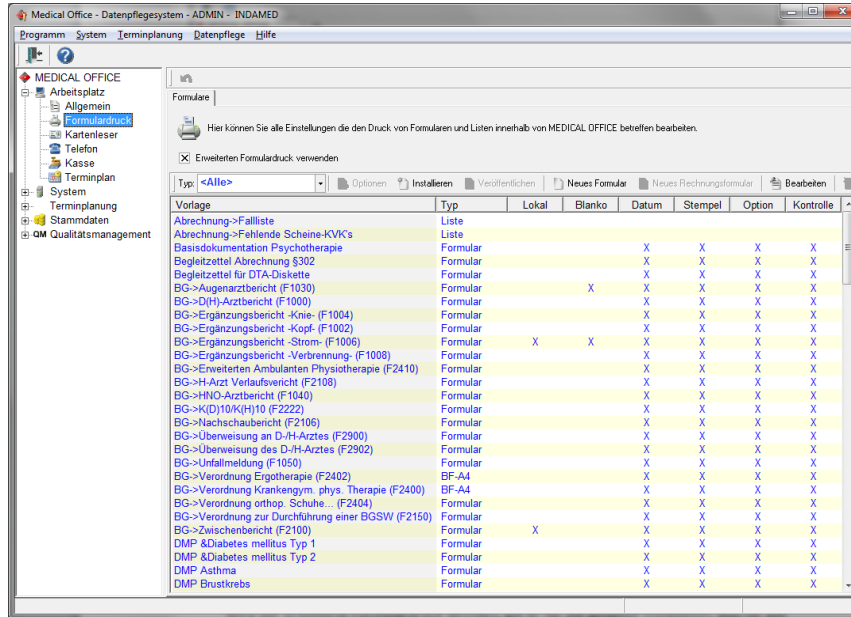 Medical Office - Datenpflegesystem - ADMIN - INDAMED
Programm System Terminplanung Datenpflege Hilfe
MEDICAL OFFICE
Arbeitsplatz
Allgemein
Formulardruck
Kartenleser
Telefon
Kasse
Terminplan
System
Terminplanung
Stammdaten
QM Qualitätsmanagement
Formulare
Hier können Sie alle Einstellungen die den Druck von Formularen und Listen innerhalb von MEDICAL OFFICE betreffen bearbeiten.
X Erweiterten Formulardruck verwenden
Typ: <Alle> Optionen Installieren Veröffentlichen Neues Formular Neues Rechnungsformular Bearbeiten
Vorlage Typ Lokal Blanko Datum Stempel Option Kontrolle
Abrechnung->Fallliste Liste
Abrechnung->Fehlende Scheine-KVK's Liste
Basisdokumentation Psychotherapie Formular X X X X
Begleitzettel Abrechnung §302 Formular X X X X
Begleitzettel für DTA-Diskette Formular X X X X
BG->Augenarztbericht (F1030) Formular X X X X X
BG->D(H)-Arztbericht (F1000) Formular X X X X
BG->Ergänzungsbericht -Knie- (F1004) Formular X X X X
BG->Ergänzungsbericht -Kopf- (F1002) Formular X X X X
BG->Ergänzungsbericht -Strom- (F1006) Formular X X X X X X
BG->Ergänzungsbericht -Verbrennung- (F1008) Formular X X X X
BG->Erweiterten Ambulanten Physiotherapie (F2410) Formular X X X X
BG->H-Arzt Verlaufsvericht (F2108) Formular X X X X
BG->HNO-Arztbericht (F1040) Formular X X X X
BG->K(D)10/K(H)10 (F2222) Formular X X X X
BG->Nachschaubericht (F2106) Formular X X X X
BG->Überweisung an D-/H-Arztes (F2900) Formular X X X X
BG->Überweisung des D-/H-Arztes (F2902) Formular X X X X
BG->Unfallmeldung (F1050) Formular X X X X
BG->Verordnung Ergotherapie (F2402) BF-A4 X X X X
BG->Verordnung Krankengym. phys. Therapie (F2400) BF-A4 X X X X
BG->Verordnung orthop. Schuhe... (F2404) Formular X X X X
BG->Verordnung zur Durchführung einer BGSW (F2150) Formular X X X X
BG->Zwischenbericht (F2100) Formular X X X X X
DMP &Diabetes mellitus Typ 1 Formular X X X X
DMP &Diabetes mellitus Typ 2 Formular X X X X
DMP Asthma Formular X X X X
DMP Brustkrebs Formular X X X X